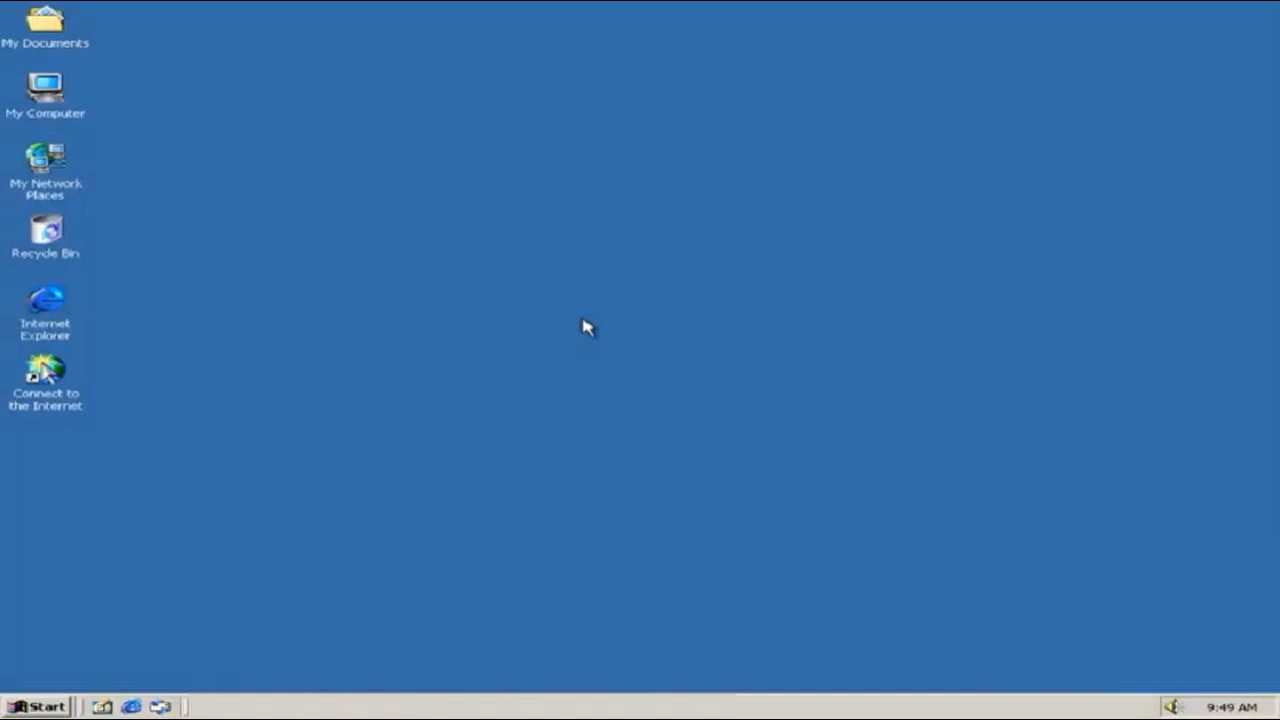 My Documents
My Computer
My Network
Places
Recycle Bin
Internet
Explorer
Connect to
the Internet
Start
9:49 AM